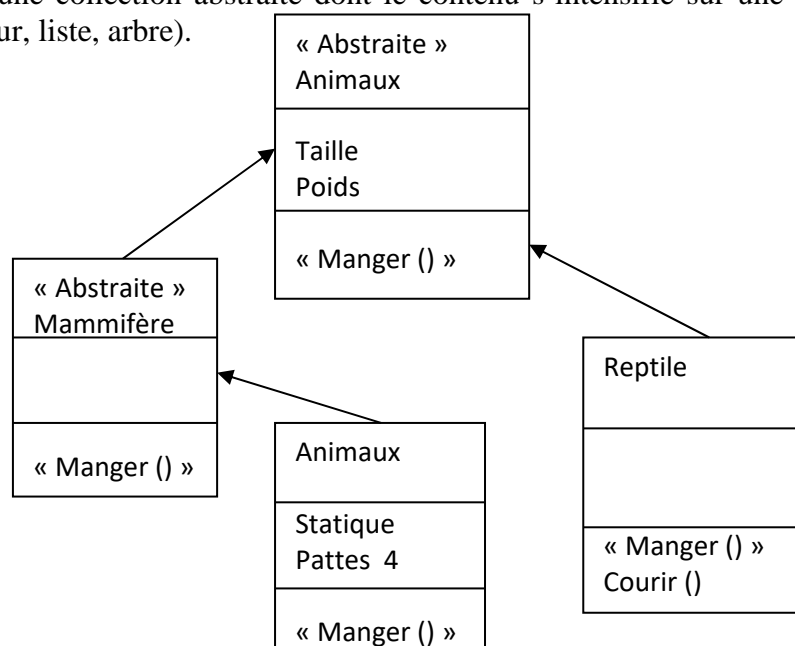 une collection abstraite dont le contenu s'intensifie sur une
ur, liste, arbre).
« Abstraite »
Animaux
Taille
Poids
« Manger () »
« Abstraite »
Mammifère
« Manger () »
Animaux
Statique
Pattes 4
« Manger () »
Reptile
« Manger () »
Courir ()